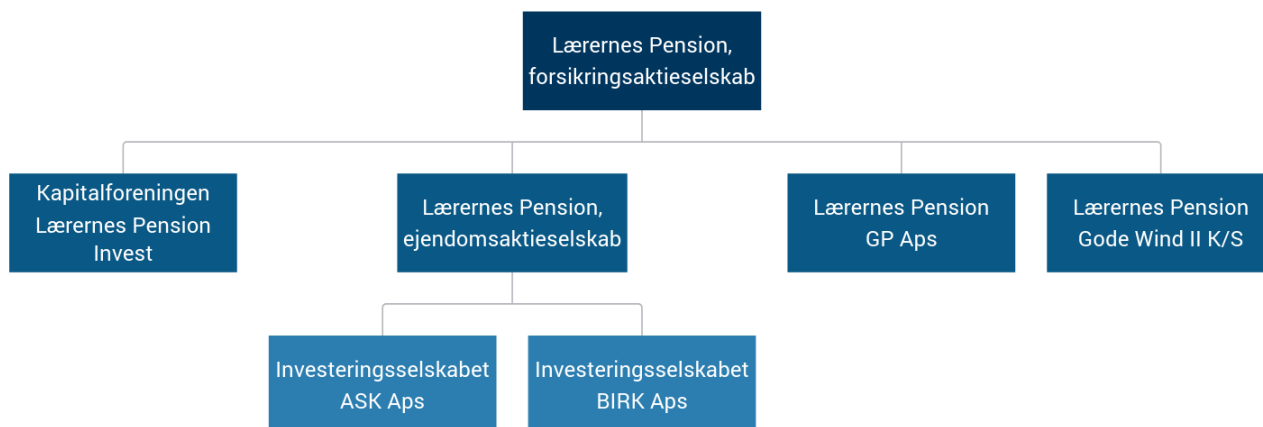 Lærernes Pension,
forsikringsaktieselskab
Kapitalforeningen
Lærernes Pension
Invest
Lærernes Pension,
ejendomsaktieselskab
Lærernes Pension
GP Aps
Lærernes Pension
Gode Wind II K/S
Investeringsselskabet
ASK Aps
Investeringsselskabet
BIRK Aps